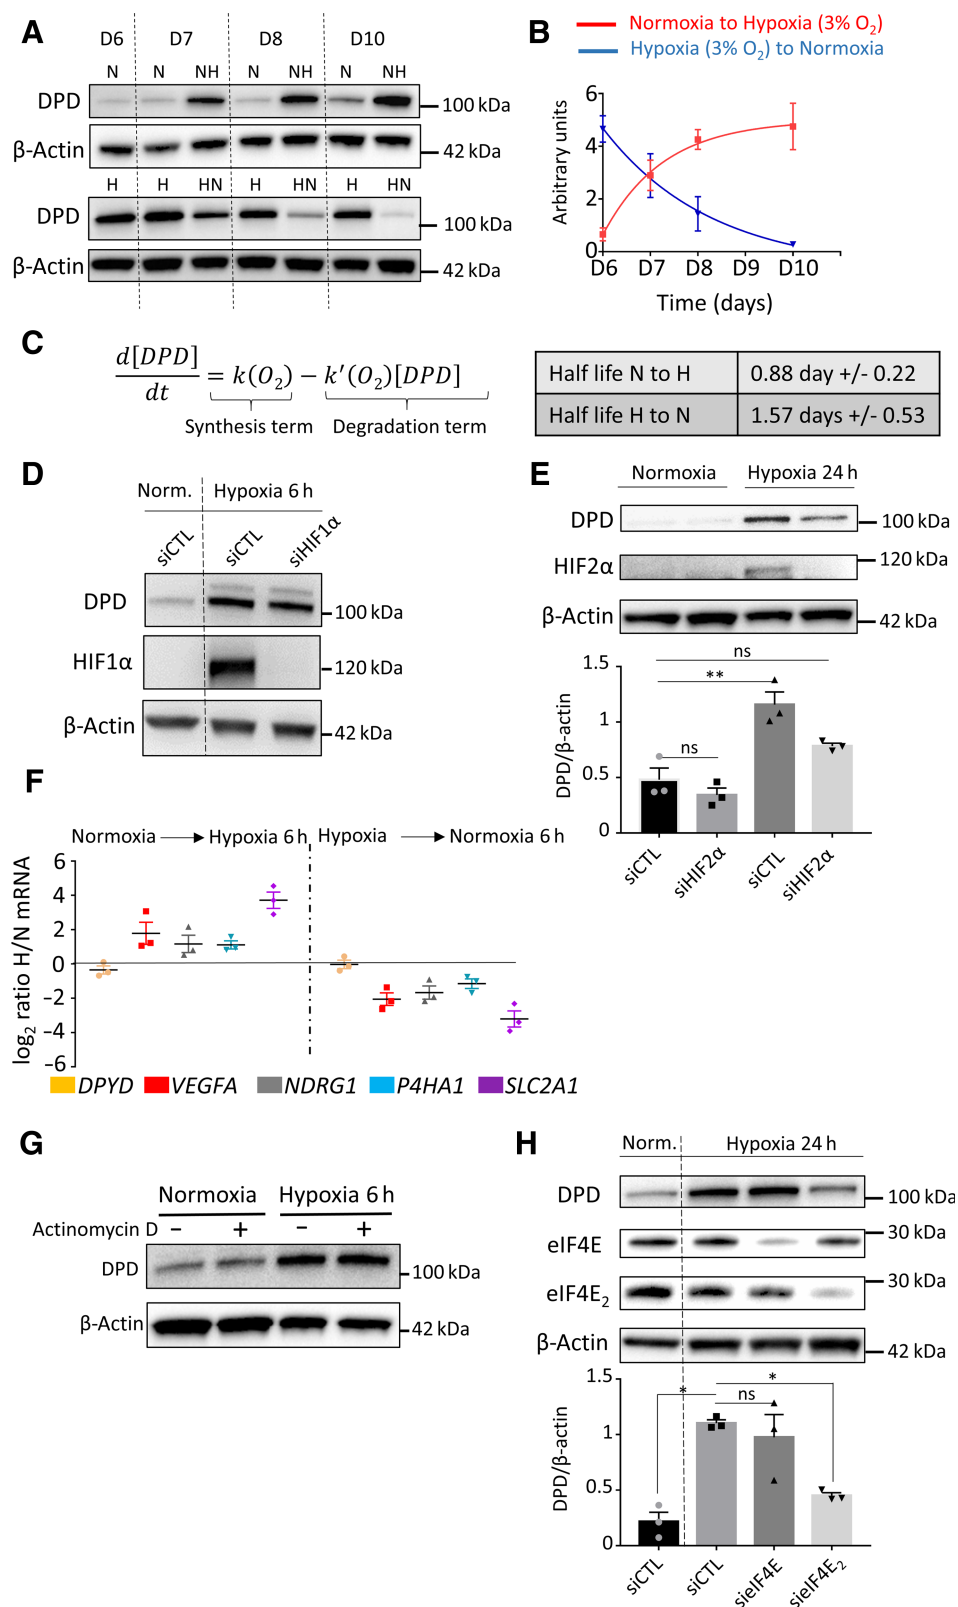 A
D6 D7 D8 D10
N N NH N NH N NH
DPD
100 kDa
β-Actin
42 kDa
H H HN H HN H HN
DPD
100 kDa
β-Actin
42 kDa
B
Normoxia to Hypoxia (3% O₂)
Hypoxia (3% O₂) to Normoxia
Arbitrary units
6
4
2
0
D6 D7 D8 D9 D10
Time (days)
C
d[DPD]/dt = k(O₂) − k′(O₂)[DPD]
Synthesis term Degradation term
Half life N to H 0.88 day +/- 0.22
Half life H to N 1.57 days +/- 0.53
D
Norm. Hypoxia 6 h
siCTL siCTL siHIF1α
DPD
100 kDa
HIF1α
120 kDa
β-Actin
42 kDa
E
Normoxia Hypoxia 24 h
DPD
100 kDa
HIF2α
120 kDa
β-Actin
42 kDa
DPD/β-actin
1.5
1
0.5
0
ns
**
ns
siCTL siHIF2α siCTL siHIF2α
F
Normoxia Hypoxia 6 h Hypoxia Normoxia 6 h
log₂ ratio H/N mRNA
6
4
2
0
−2
−4
−6
DPYD VEGFA NDRG1 P4HA1 SLC2A1
G
Normoxia Hypoxia 6 h
Actinomycin D − + − +
DPD
100 kDa
β-Actin
42 kDa
H
Norm. Hypoxia 24 h
DPD
100 kDa
eIF4E
30 kDa
eIF4E₂
30 kDa
β-Actin
42 kDa
DPD/β-actin
1.5
1
0.5
0
*
*
ns
siCTL siCTL sieIF4E sieIF4E₂